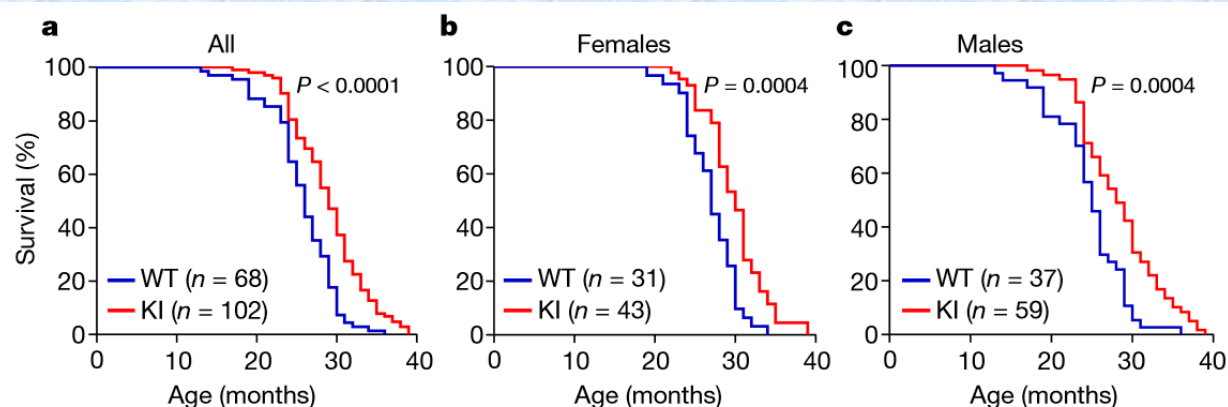 a
All
100
80
60
40
20
0
Survival (%)
P < 0.0001
WT (n = 68)
KI (n = 102)
0 10 20 30 40
Age (months)
b
Females
100
80
60
40
20
0
P = 0.0004
WT (n = 31)
KI (n = 43)
0 10 20 30 40
Age (months)
c
Males
100
80
60
40
20
0
P = 0.0004
WT (n = 37)
KI (n = 59)
0 10 20 30 40
Age (months)